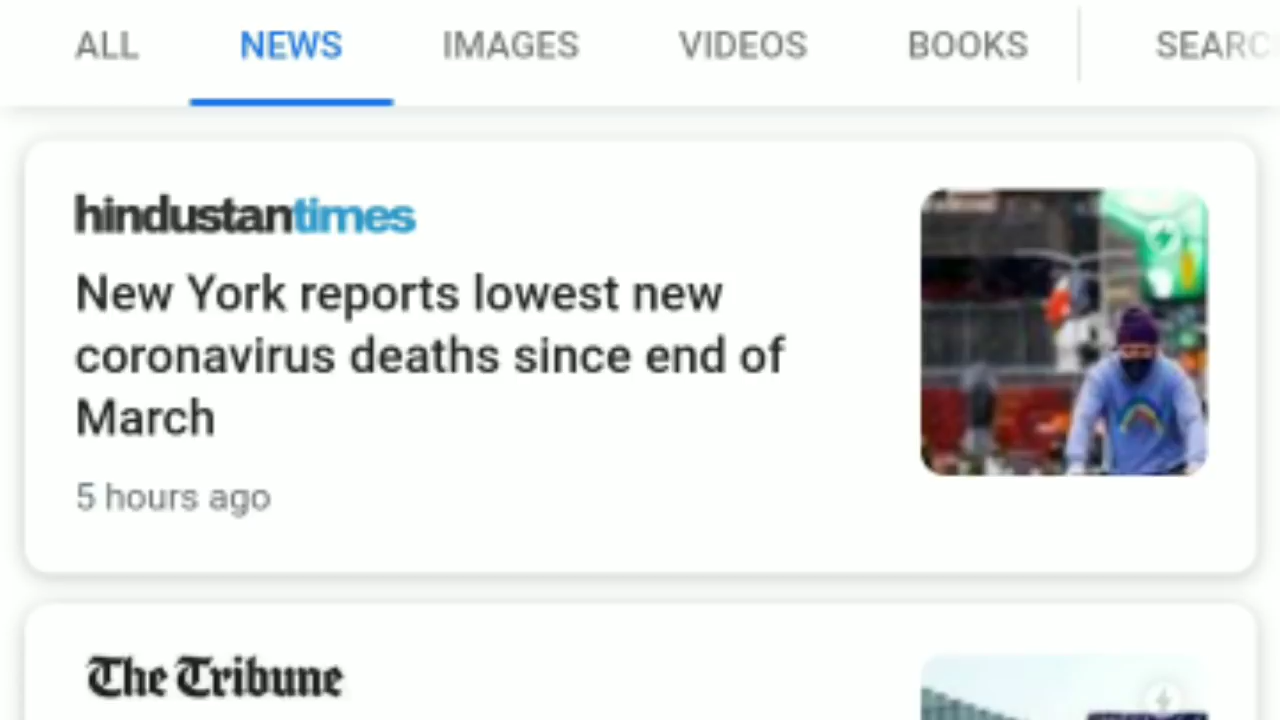 ALL NEWS IMAGES VIDEOS BOOKS SEARC
hindustantimes
New York reports lowest new
coronavirus deaths since end of
March
5 hours ago
The Tribune